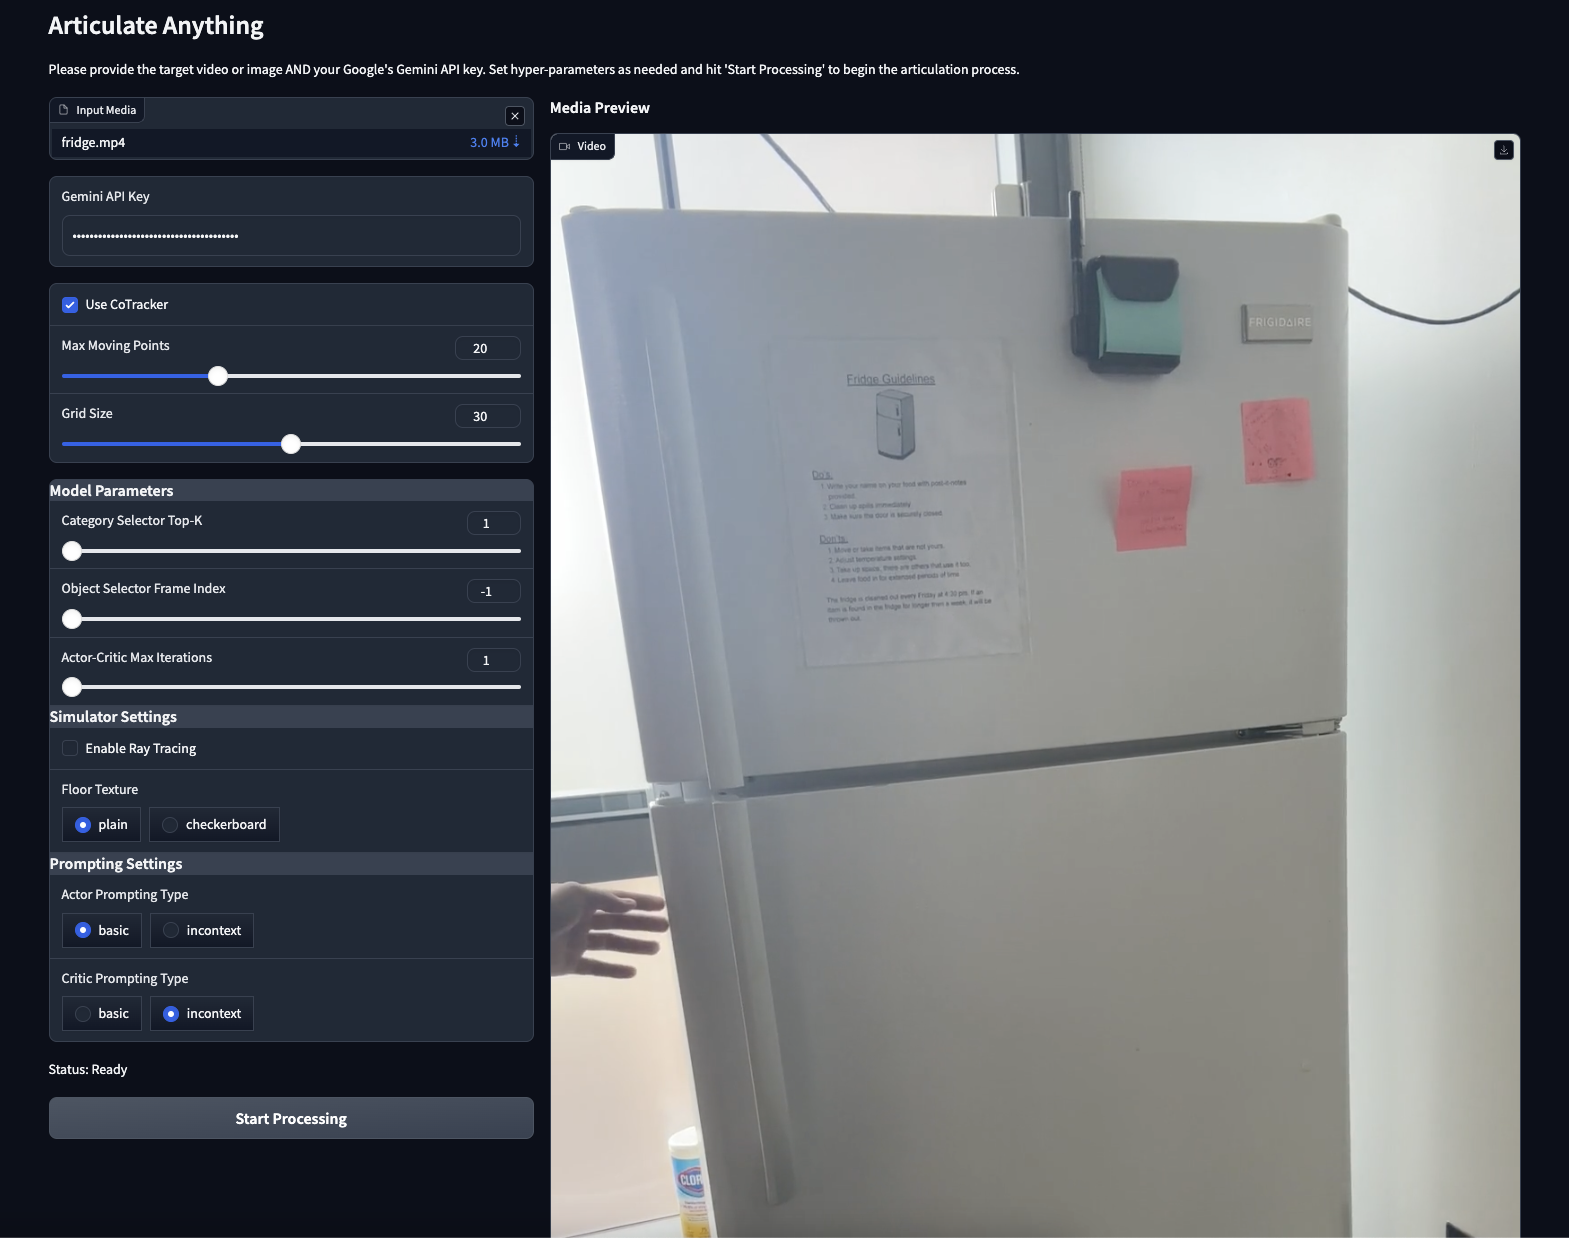 Articulate Anything
Please provide the target video or image AND your Google's Gemini API key. Set hyper-parameters as needed and hit 'Start Processing' to begin the articulation process.
Input Media
fridge.mp4
3.0 MB ↓
Gemini API Key
•••••••••••••••••••••••••••••••••••••••
Use CoTracker
Max Moving Points
20
Grid Size
30
Model Parameters
Category Selector Top-K
1
Object Selector Frame Index
-1
Actor-Critic Max Iterations
1
Simulator Settings
Enable Ray Tracing
Floor Texture
plain
checkerboard
Prompting Settings
Actor Prompting Type
basic
incontext
Critic Prompting Type
basic
incontext
Status: Ready
Start Processing
Media Preview
Video
FRIGIDAIRE
Fridge Guidelines
Do's:
1. Write your name on your food with post-it notes
provided.
2. Clean up spills immediately.
3. Make sure the door is securely closed.
Don'ts:
1. Move or take items that are not yours.
2. Adjust temperature settings.
3. Take up space, there are others that use it too.
4. Leave food in for extended periods of time.
The fridge is cleaned out every Friday at 4:30 pm. If an
item is found in the fridge for longer than a week, it will be
thrown out.
OFF
CLOR